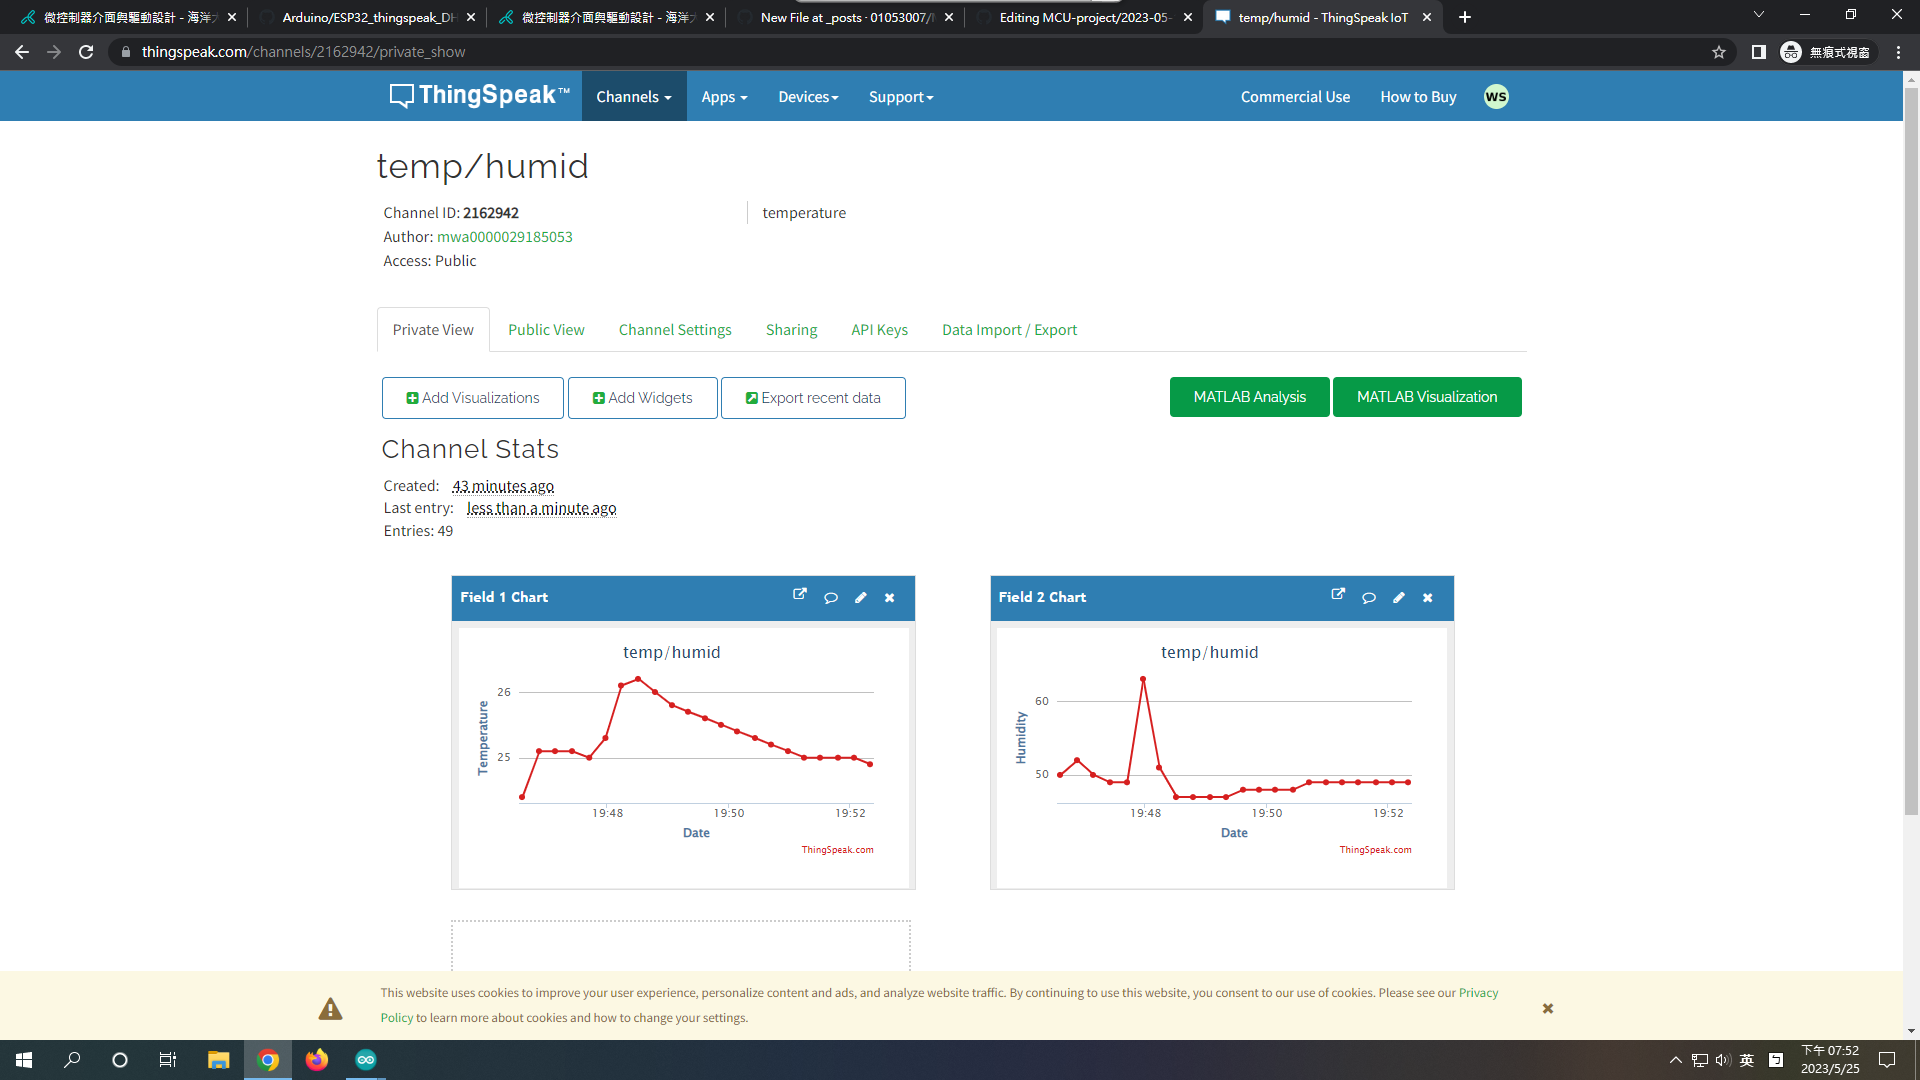 微控制器介面與驅動設計 - 海洋大
Arduino/ESP32_thingspeak_DH
微控制器介面與驅動設計 - 海洋大
New File at _posts · 01053007/
Editing MCU-project/2023-05-
temp/humid - ThingSpeak IoT
thingspeak.com/channels/2162942/private_show
無痕式視窗
ThingSpeak™
Channels
Apps
Devices
Support
Commercial Use
How to Buy
WS
temp/humid
Channel ID: 2162942
temperature
Author: mwa0000029185053
Access: Public
Private View
Public View
Channel Settings
Sharing
API Keys
Data Import / Export
Add Visualizations
Add Widgets
Export recent data
MATLAB Analysis
MATLAB Visualization
Channel Stats
Created: 43 minutes ago
Last entry: less than a minute ago
Entries: 49
Field 1 Chart
temp/humid
Temperature
26
25
19:48
19:50
19:52
Date
ThingSpeak.com
Field 2 Chart
temp/humid
Humidity
60
50
19:48
19:50
19:52
Date
ThingSpeak.com
This website uses cookies to improve your user experience, personalize content and ads, and analyze website traffic. By continuing to use this website, you consent to our use of cookies. Please see our Privacy
Policy to learn more about cookies and how to change your settings.
英
下午 07:52
2023/5/25